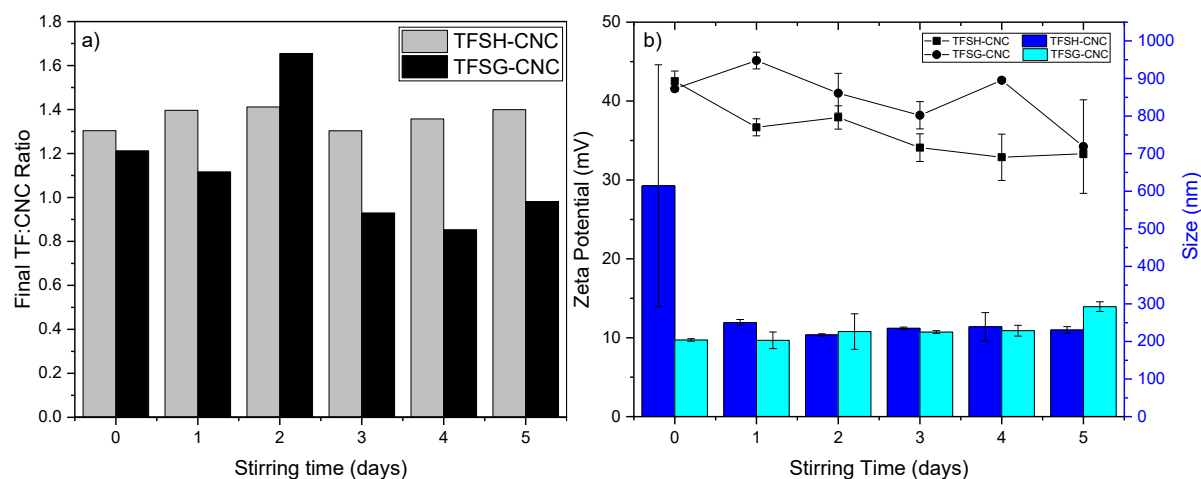 a)
TFSH-CNC
TFSG-CNC
Final TF:CNC Ratio
1.8
1.6
1.4
1.2
1.0
0.8
0.6
0.4
0.2
0.0
0 1 2 3 4 5
Stirring time (days)
b)
TFSH-CNC TFSH-CNC
TFSG-CNC TFSG-CNC
Zeta Potential (mV)
50
40
30
20
10
0
Size (nm)
1000
900
800
700
600
500
400
300
200
100
0
0 1 2 3 4 5
Stirring Time (days)